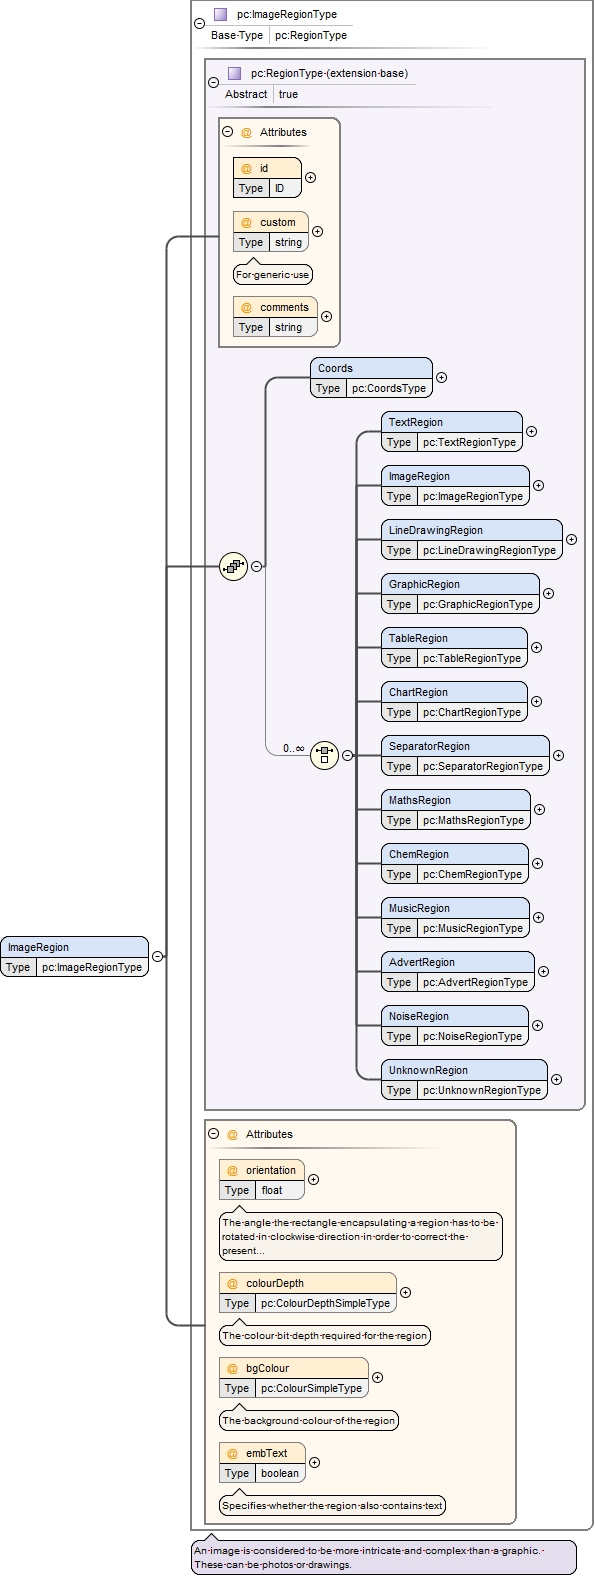 pc:ImageRegionType
Base-Type pc:RegionType
pc:RegionType-(extension-base)
Abstract true
@ Attributes
@ id
Type ID
@ custom
Type string
For-generic-use
@ comments
Type string
Coords
Type pc:CoordsType
TextRegion
Type pc:TextRegionType
ImageRegion
Type pc:ImageRegionType
LineDrawingRegion
Type pc:LineDrawingRegionType
GraphicRegion
Type pc:GraphicRegionType
TableRegion
Type pc:TableRegionType
ChartRegion
Type pc:ChartRegionType
0..∞
SeparatorRegion
Type pc:SeparatorRegionType
MathsRegion
Type pc:MathsRegionType
ChemRegion
Type pc:ChemRegionType
MusicRegion
Type pc:MusicRegionType
ImageRegion
Type pc:ImageRegionType
AdvertRegion
Type pc:AdvertRegionType
NoiseRegion
Type pc:NoiseRegionType
UnknownRegion
Type pc:UnknownRegionType
@ Attributes
@ orientation
Type float
The·angle·the·rectangle·encapsulating·a·region·has·to·be·
rotated·in·clockwise·direction·in·order·to·correct·the·
present...
@ colourDepth
Type pc:ColourDepthSimpleType
The·colour·bit·depth·required·for·the·region
@ bgColour
Type pc:ColourSimpleType
The·background·colour·of·the·region
@ embText
Type boolean
Specifies·whether·the·region·also·contains·text
An·image·is·considered·to·be·more·intricate·and·complex·than·a·graphic.·
These·can·be·photos·or·drawings.